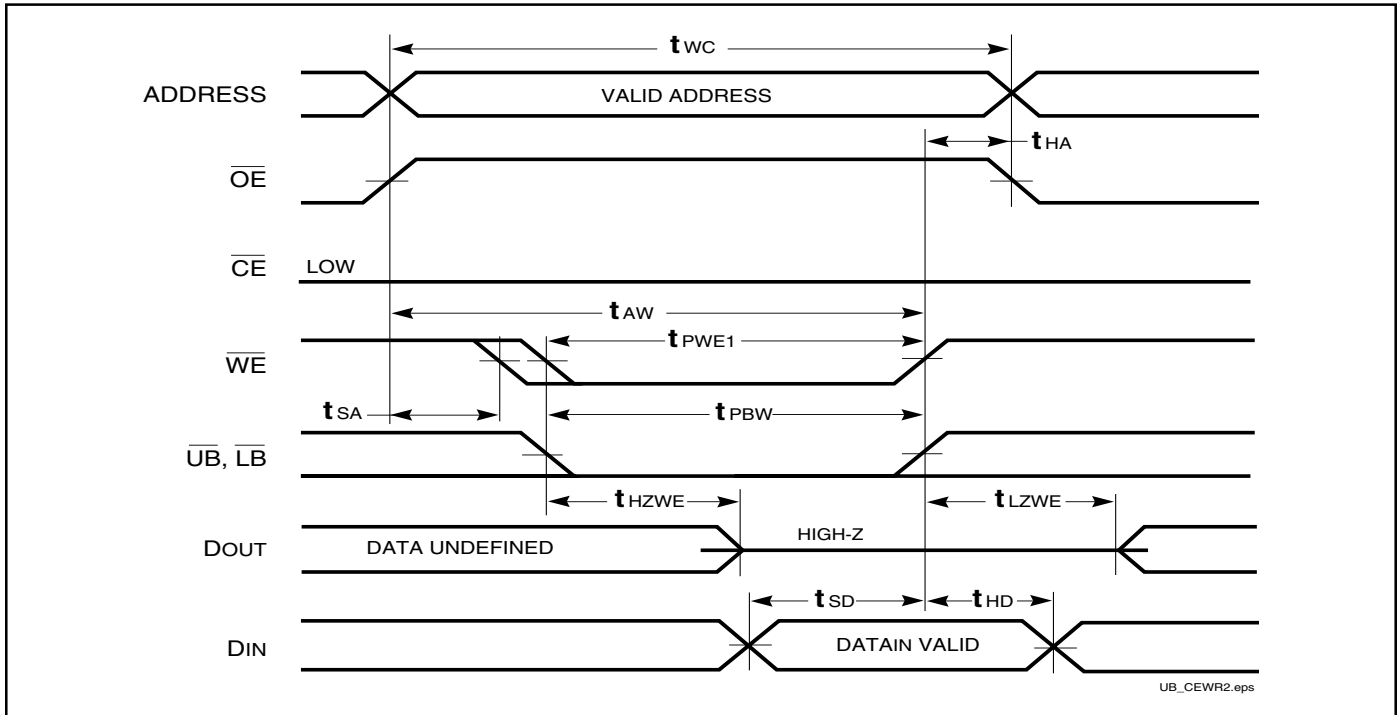 tWC
ADDRESS
VALID ADDRESS
tHA
OE
CE
LOW
tAW
tPWE1
WE
tSA
tPBW
UB, LB
tHZWE
tLZWE
DOUT
DATA UNDEFINED
HIGH-Z
tSD
tHD
DIN
DATAIN VALID
UB_CEWR2.eps